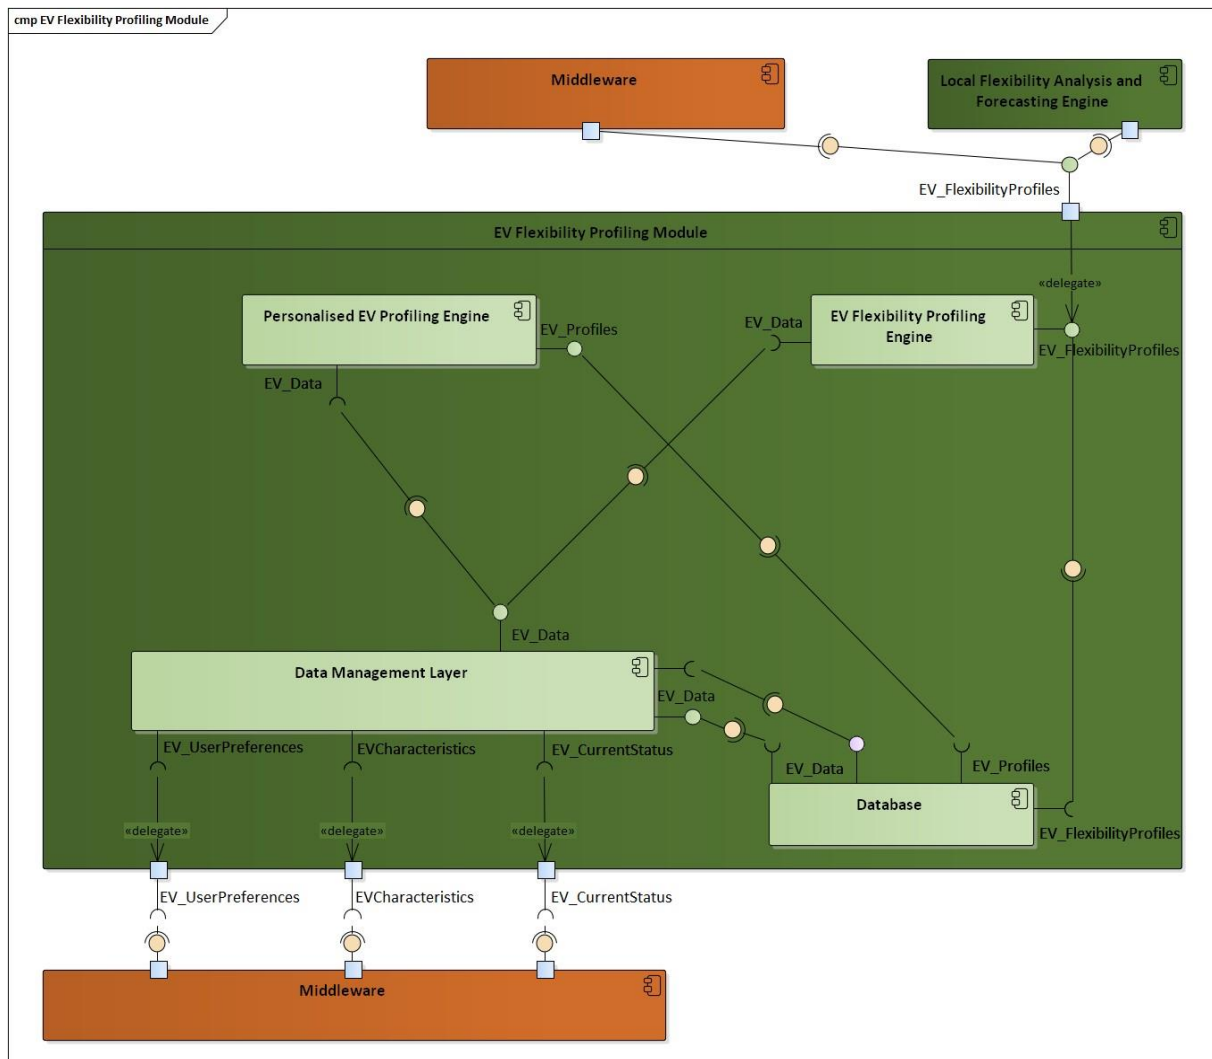 cmp EV Flexibility Profiling Module
Middleware
Local Flexibility Analysis and
Forecasting Engine
EV_FlexibilityProfiles
EV Flexibility Profiling Module
«delegate»
Personalised EV Profiling Engine
EV_Profiles
EV_Data
EV Flexibility Profiling
Engine
EV_FlexibilityProfiles
EV_Data
EV_Data
Data Management Layer
EV_Data
EV_UserPreferences
EVCharacteristics
EV_CurrentStatus
EV_Data
EV_Profiles
Database
EV_FlexibilityProfiles
«delegate»
«delegate»
«delegate»
EV_UserPreferences
EVCharacteristics
EV_CurrentStatus
Middleware